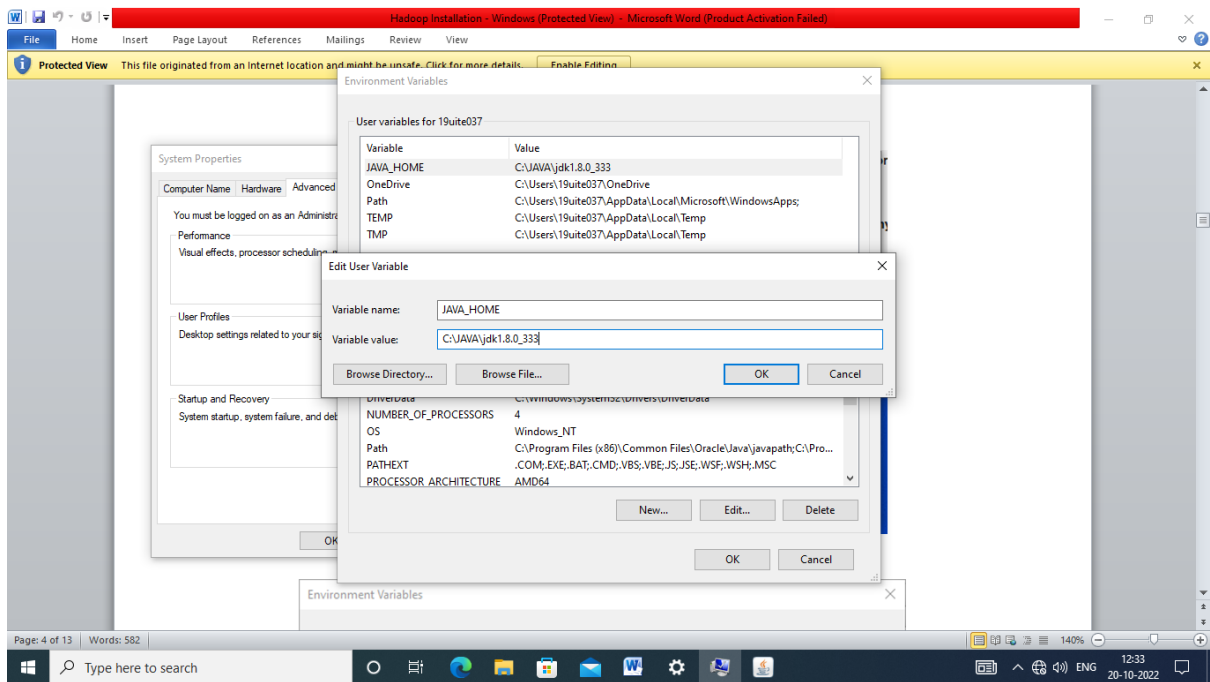 Hadoop Installation - Windows (Protected View) - Microsoft Word (Product Activation Failed)
File Home Insert Page Layout References Mailings Review View
Protected View This file originated from an Internet location and might be unsafe. Click for more details. Enable Editing
Environment Variables
User variables for 19uite037
Variable Value
JAVA_HOME C:\JAVA\jdk1.8.0_333
OneDrive C:\Users\19uite037\OneDrive
Path C:\Users\19uite037\AppData\Local\Microsoft\WindowsApps;
TEMP C:\Users\19uite037\AppData\Local\Temp
TMP C:\Users\19uite037\AppData\Local\Temp
System Properties
Computer Name Hardware Advanced
You must be logged on as an Administra
Performance
Visual effects, processor scheduling,
User Profiles
Desktop settings related to your sig
Startup and Recovery
System startup, system failure, and deb
OK
Edit User Variable
Variable name: JAVA_HOME
Variable value: C:\JAVA\jdk1.8.0_333
Browse Directory... Browse File... OK Cancel
DriverData C:\Windows\System32\Drivers\DriverData
NUMBER_OF_PROCESSORS 4
OS Windows_NT
Path C:\Program Files (x86)\Common Files\Oracle\Java\javapath;C:\Pro...
PATHEXT .COM;.EXE;.BAT;.CMD;.VBS;.VBE;.JS;.JSE;.WSF;.WSH;.MSC
PROCESSOR_ARCHITECTURE AMD64
New... Edit... Delete
OK Cancel
Environment Variables
Page: 4 of 13 Words: 582 140%
Type here to search ENG 12:33
20-10-2022